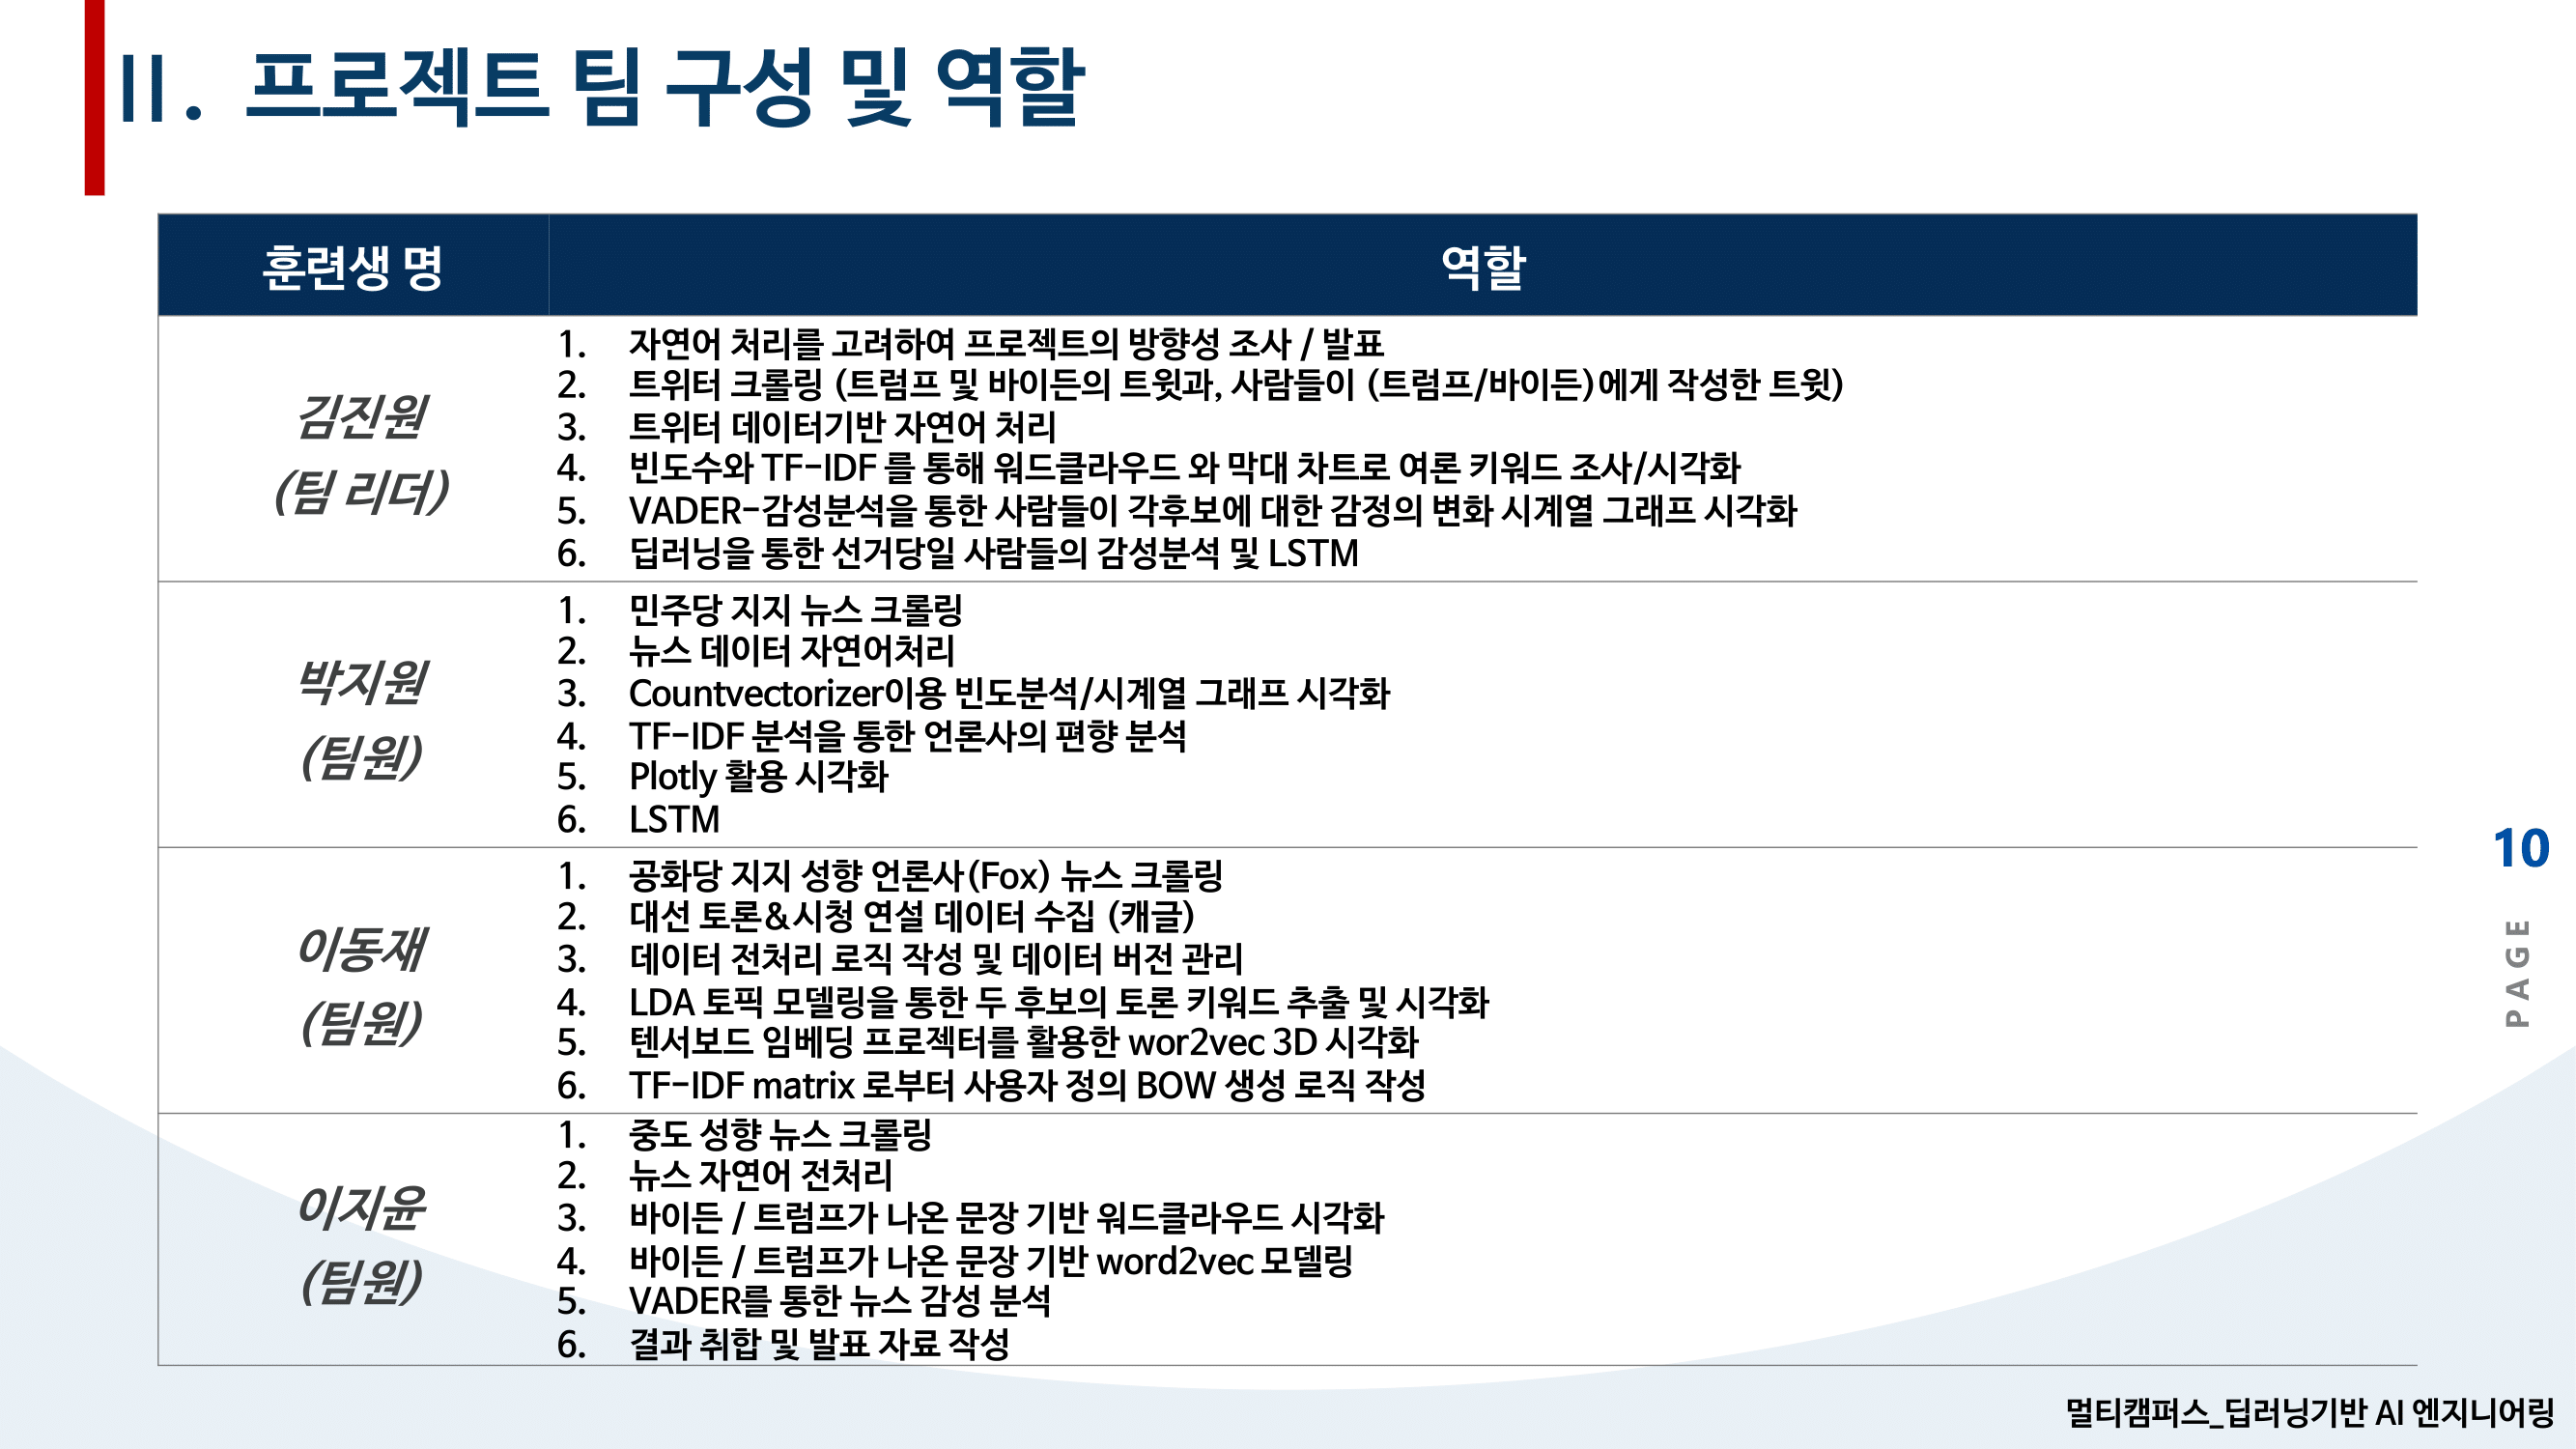 II. 프로젝트 팀 구성 및 역할
훈련생 명
역할
김진원
(팀 리더)
1. 자연어 처리를 고려하여 프로젝트의 방향성 조사 / 발표
2. 트위터 크롤링 (트럼프 및 바이든의 트윗과, 사람들이 (트럼프/바이든)에게 작성한 트윗)
3. 트위터 데이터기반 자연어 처리
4. 빈도수와 TF-IDF 를 통해 워드클라우드 와 막대 차트로 여론 키워드 조사/시각화
5. VADER-감성분석을 통한 사람들이 각후보에 대한 감정의 변화 시계열 그래프 시각화
6. 딥러닝을 통한 선거당일 사람들의 감성분석 및 LSTM
박지원
(팀원)
1. 민주당 지지 뉴스 크롤링
2. 뉴스 데이터 자연어처리
3. Countvectorizer이용 빈도분석/시계열 그래프 시각화
4. TF-IDF 분석을 통한 언론사의 편향 분석
5. Plotly 활용 시각화
6. LSTM
이동재
(팀원)
1. 공화당 지지 성향 언론사(Fox) 뉴스 크롤링
2. 대선 토론&시청 연설 데이터 수집 (캐글)
3. 데이터 전처리 로직 작성 및 데이터 버전 관리
4. LDA 토픽 모델링을 통한 두 후보의 토론 키워드 추출 및 시각화
5. 텐서보드 임베딩 프로젝터를 활용한 wor2vec 3D 시각화
6. TF-IDF matrix 로부터 사용자 정의 BOW 생성 로직 작성
이지윤
(팀원)
1. 중도 성향 뉴스 크롤링
2. 뉴스 자연어 전처리
3. 바이든 / 트럼프가 나온 문장 기반 워드클라우드 시각화
4. 바이든 / 트럼프가 나온 문장 기반 word2vec 모델링
5. VADER를 통한 뉴스 감성 분석
6. 결과 취합 및 발표 자료 작성
10
PAGE
멀티캠퍼스_딥러닝기반 AI 엔지니어링